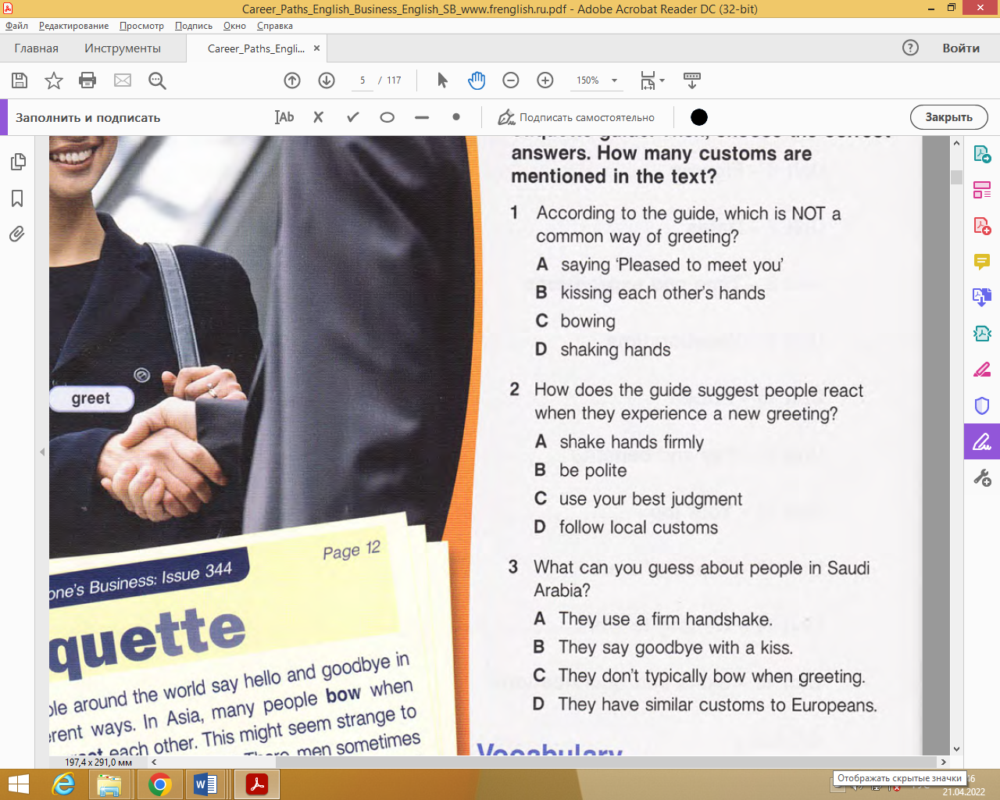 Career_Paths_English_Business_English_SB_www.frenglish.ru.pdf - Adobe Acrobat Reader DC (32-bit)
Файл Редактирование Просмотр Подпись Окно Справка
Главная Инструменты Career_Paths_Engli... Войти
5 / 117 150%
Заполнить и подписать Подписать самостоятельно Закрыть
answers. How many customs are
mentioned in the text?
1 According to the guide, which is NOT a
common way of greeting?
A saying 'Pleased to meet you'
B kissing each other's hands
C bowing
D shaking hands
2 How does the guide suggest people react
when they experience a new greeting?
A shake hands firmly
B be polite
C use your best judgment
D follow local customs
3 What can you guess about people in Saudi
Arabia?
A They use a firm handshake.
B They say goodbye with a kiss.
C They don't typically bow when greeting.
D They have similar customs to Europeans.
Vocabulary
greet
Page 12
one's Business: Issue 344
quette
ple around the world say hello and goodbye in
erent ways. In Asia, many people bow when
each other. This might seem strange to
men sometimes
197,4 x 291,0 мм
Отображать скрытые значки
46
21.04.2022